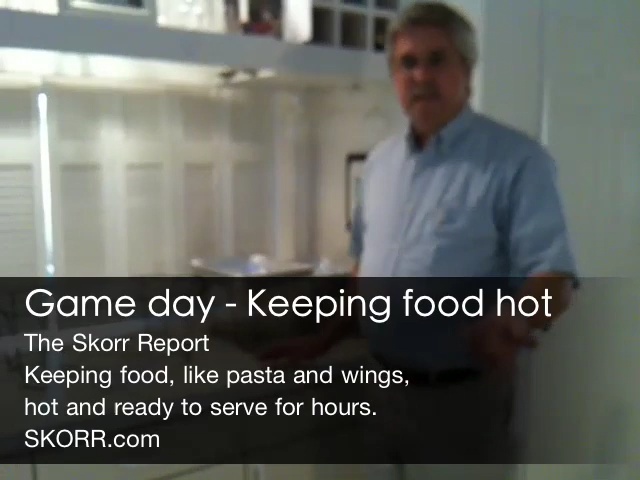 Game day - Keeping food hot
The Skorr Report
Keeping food, like pasta and wings,
hot and ready to serve for hours.
SKORR.com